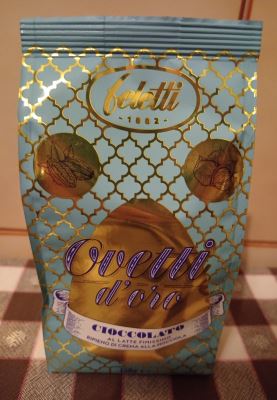 feletti
1882
Ovetti
d'oro
CIOCCOLATO
AL LATTE FINISSIMO
RIPIENO DI CREMA ALLA NOCCIOLA